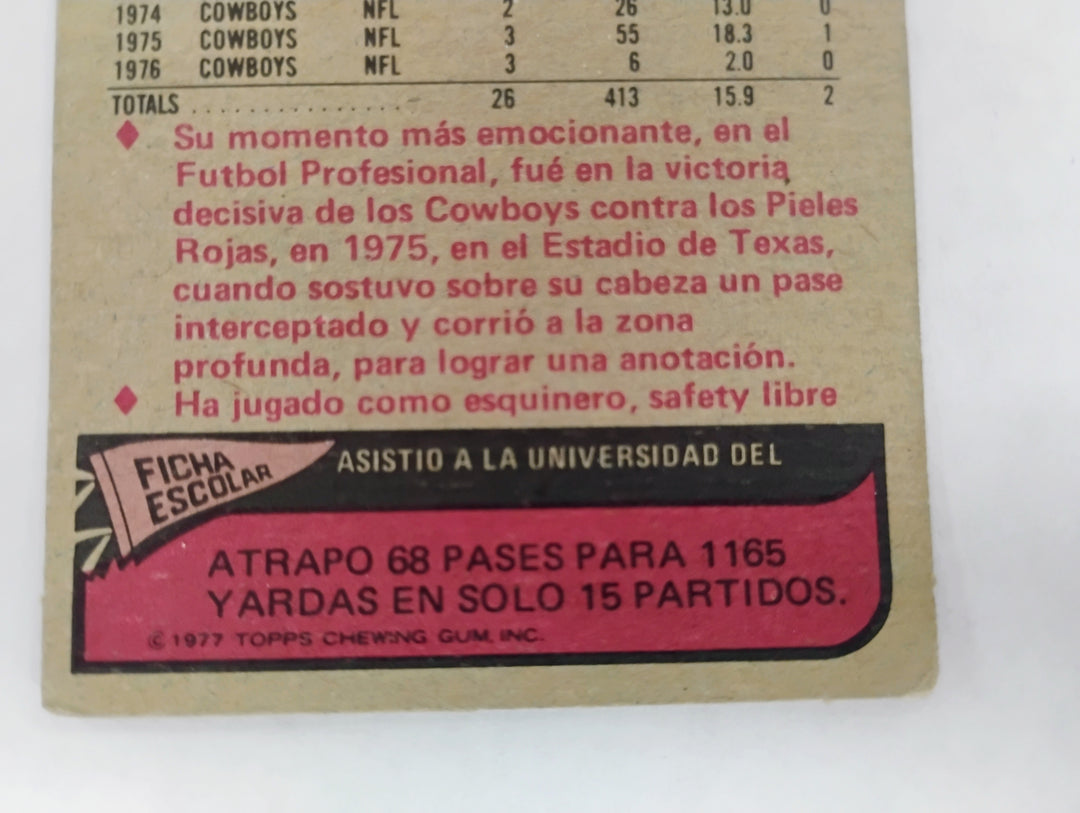 1974 COWBOYS NFL 2 26 13.0 0
1975 COWBOYS NFL 3 55 18.3 1
1976 COWBOYS NFL 3 6 2.0 0
TOTALS .............. 26 413 15.9 2
♦ Su momento más emocionante, en el
Futbol Profesional, fué en la victoria
decisiva de los Cowboys contra los Pieles
Rojas, en 1975, en el Estadio de Texas,
cuando sostuvo sobre su cabeza un pase
interceptado y corrió a la zona
profunda, para lograr una anotación.
♦ Ha jugado como esquinero, safety libre
FICHA
ESCOLAR
ASISTIO A LA UNIVERSIDAD DEL
ATRAPO 68 PASES PARA 1165
YARDAS EN SOLO 15 PARTIDOS.
© 1977 TOPPS CHEWING GUM, INC.